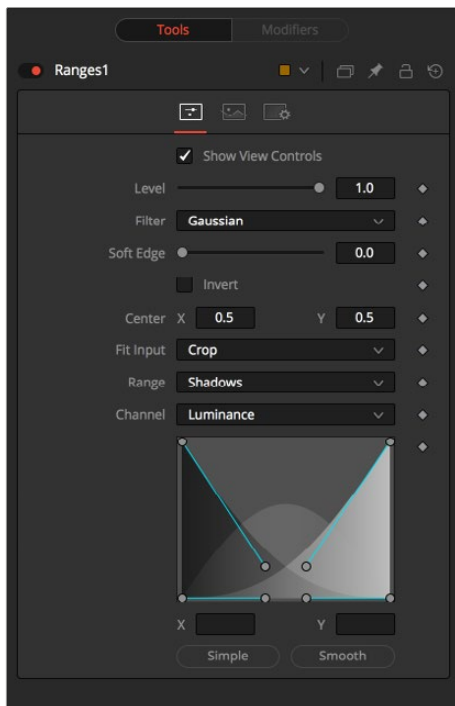 Tools Modifiers
Ranges1
Show View Controls
Level 1.0
Filter Gaussian
Soft Edge 0.0
Invert
Center X 0.5 Y 0.5
Fit Input Crop
Range Shadows
Channel Luminance
X Y
Simple Smooth